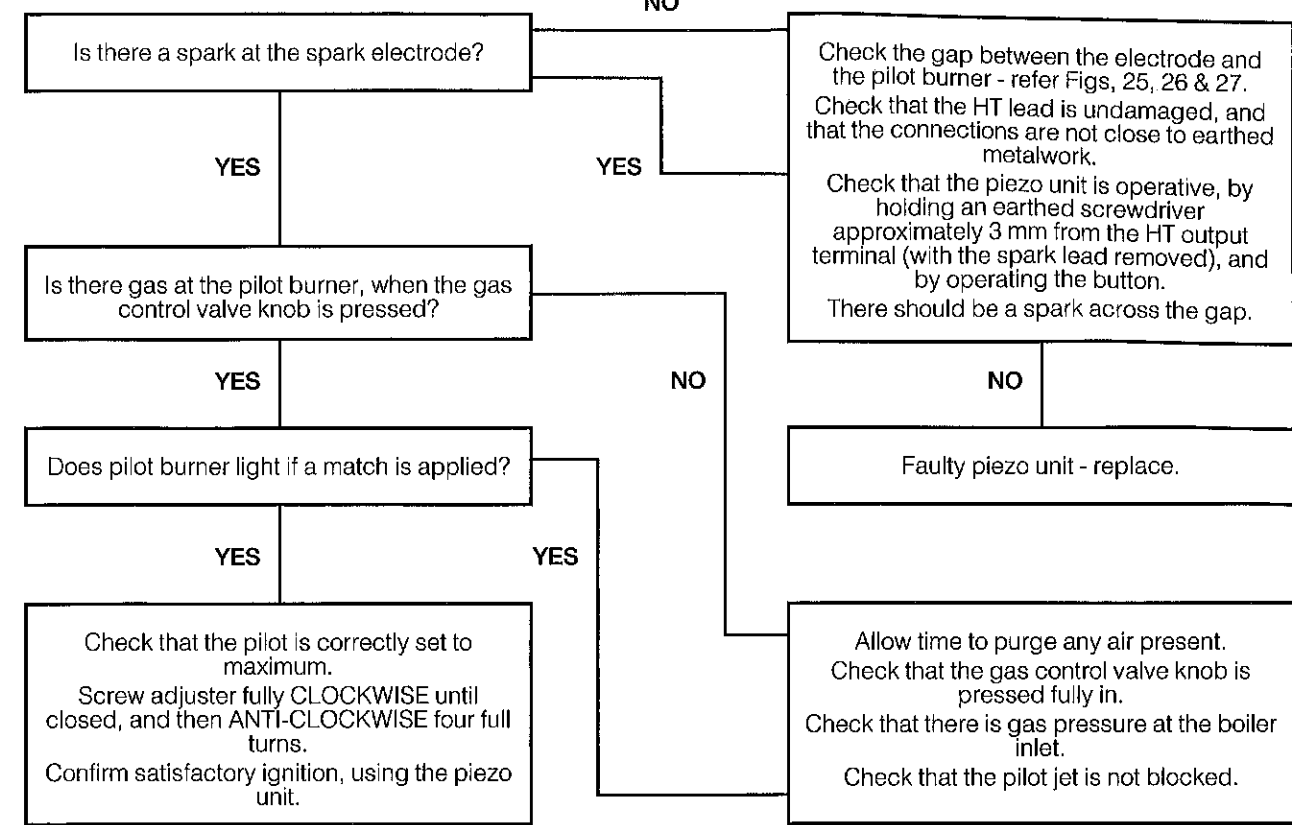 NO
Is there a spark at the spark electrode?
Check the gap between the electrode and
the pilot burner - refer Figs, 25, 26 & 27.
Check that the HT lead is undamaged, and
that the connections are not close to earthed
metalwork.
Check that the piezo unit is operative, by
holding an earthed screwdriver
approximately 3 mm from the HT output
terminal (with the spark lead removed), and
by operating the button.
There should be a spark across the gap.
YES
YES
Is there gas at the pilot burner, when the gas
control valve knob is pressed?
YES
NO
NO
Does pilot burner light if a match is applied?
Faulty piezo unit - replace.
YES
YES
Check that the pilot is correctly set to
maximum.
Screw adjuster fully CLOCKWISE until
closed, and then ANTI-CLOCKWISE four full
turns.
Confirm satisfactory ignition, using the piezo
unit.
Allow time to purge any air present.
Check that the gas control valve knob is
pressed fully in.
Check that there is gas pressure at the boiler
inlet.
Check that the pilot jet is not blocked.